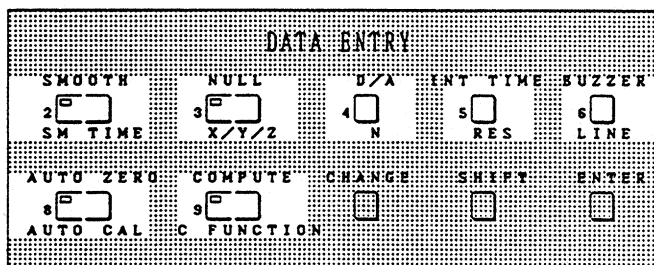 DATA ENTRY
SMOOTH NULL D/A INT TIME BUZZER
2 3 4 5 6
SM TIME X/Y/Z N RES LINE
AUTO ZERO COMPUTE CHANGE SHIFT ENTER
8 9
AUTO CAL C FUNCTION